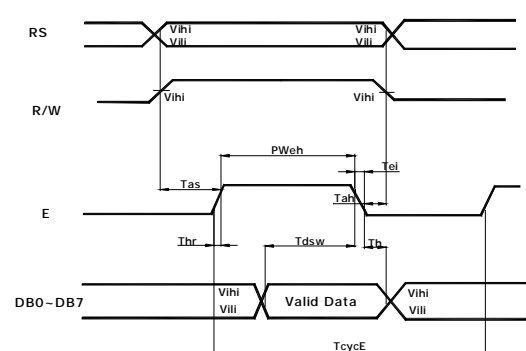 RS Vihi Vihi
Vili Vili
R/W Vihi Vihi
PWeh
Tei
Tas
Tah
E
Thr Tdsw Th
DB0~DB7 Vihi Valid Data Vihi
Vili Vili
TcycE